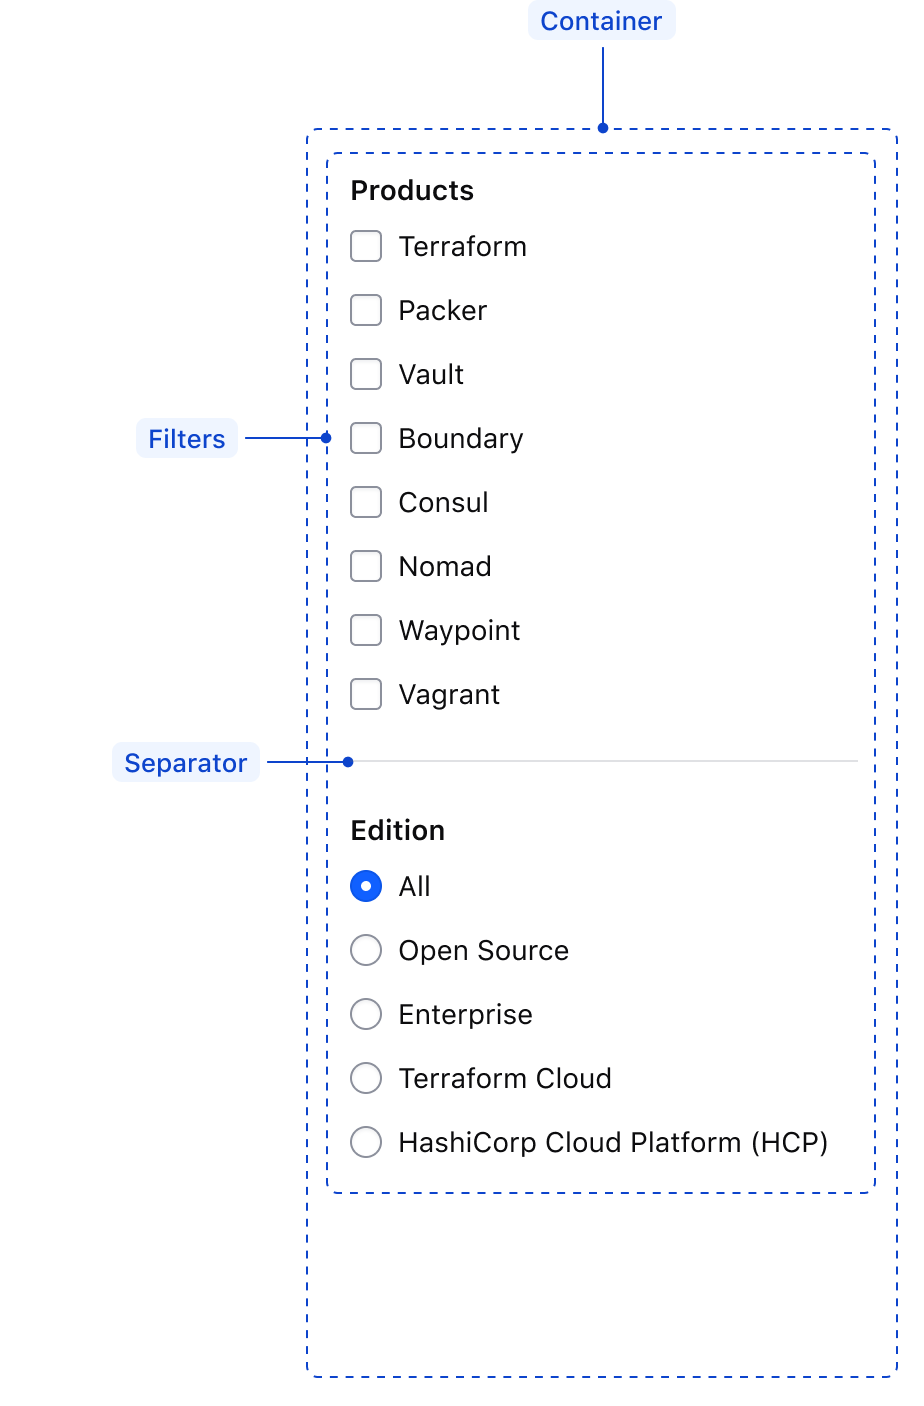 Container
Products
Terraform
Packer
Vault
Filters
Boundary
Consul
Nomad
Waypoint
Vagrant
Separator
Edition
All
Open Source
Enterprise
Terraform Cloud
HashiCorp Cloud Platform (HCP)